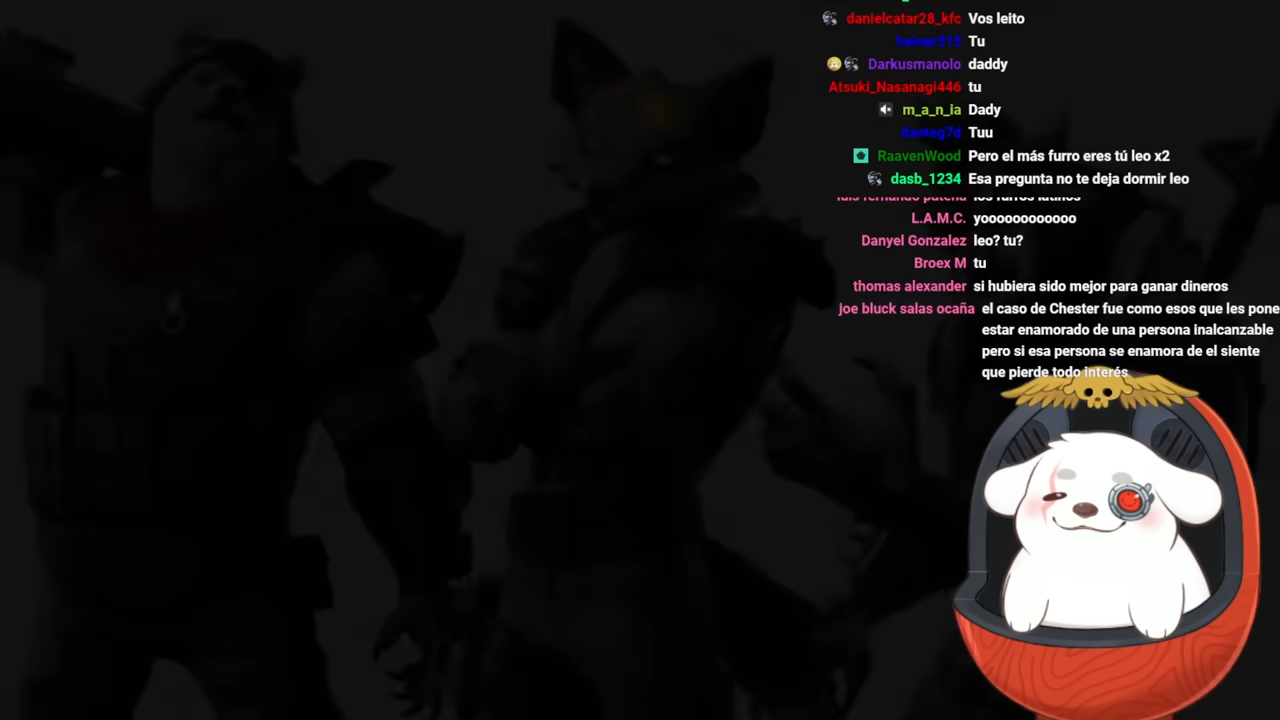 danielcatar28_kfc Vos leito
heiner315 Tu
Darkusmanolo daddy
Atsuki_Nasanagi446 tu
m_a_n_ia Dady
danteg7d Tuu
RaavenWood Pero el más furro eres tú leo x2
dasb_1234 Esa pregunta no te deja dormir leo
los furros latinos
L.A.M.C. yoooooooooooo
Danyel Gonzalez leo? tu?
Broex M tu
thomas alexander si hubiera sido mejor para ganar dineros
joe bluck salas ocaña el caso de Chester fue como esos que les pone
estar enamorado de una persona inalcanzable
pero si esa persona se enamora de el siente
que pierde todo interés